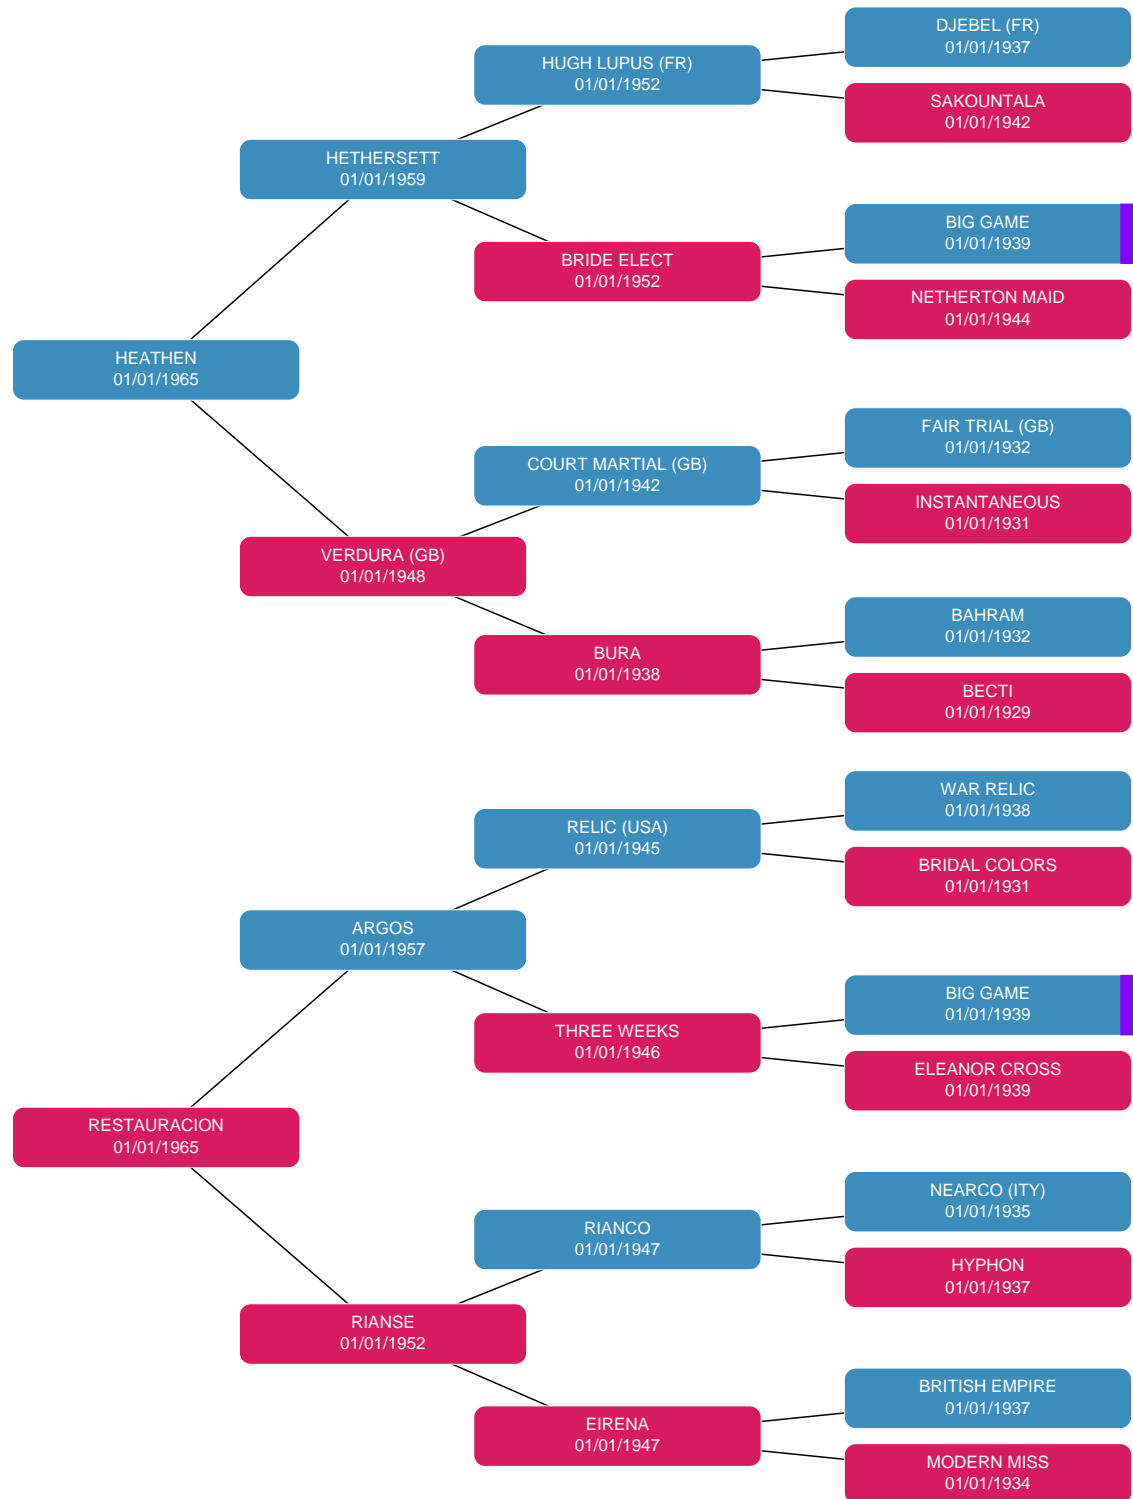 DJEBEL (FR)
01/01/1937
HUGH LUPUS (FR)
01/01/1952
SAKOUNTALA
01/01/1942
HETHERSETT
01/01/1959
BIG GAME
01/01/1939
BRIDE ELECT
01/01/1952
NETHERTON MAID
01/01/1944
HEATHEN
01/01/1965
FAIR TRIAL (GB)
01/01/1932
COURT MARTIAL (GB)
01/01/1942
INSTANTANEOUS
01/01/1931
VERDURA (GB)
01/01/1948
BAHRAM
01/01/1932
BURA
01/01/1938
BECTI
01/01/1929
WAR RELIC
01/01/1938
RELIC (USA)
01/01/1945
BRIDAL COLORS
01/01/1931
ARGOS
01/01/1957
BIG GAME
01/01/1939
THREE WEEKS
01/01/1946
ELEANOR CROSS
01/01/1939
RESTAURACION
01/01/1965
NEARCO (ITY)
01/01/1935
RIANCO
01/01/1947
HYPHON
01/01/1937
RIANSE
01/01/1952
BRITISH EMPIRE
01/01/1937
EIRENA
01/01/1947
MODERN MISS
01/01/1934